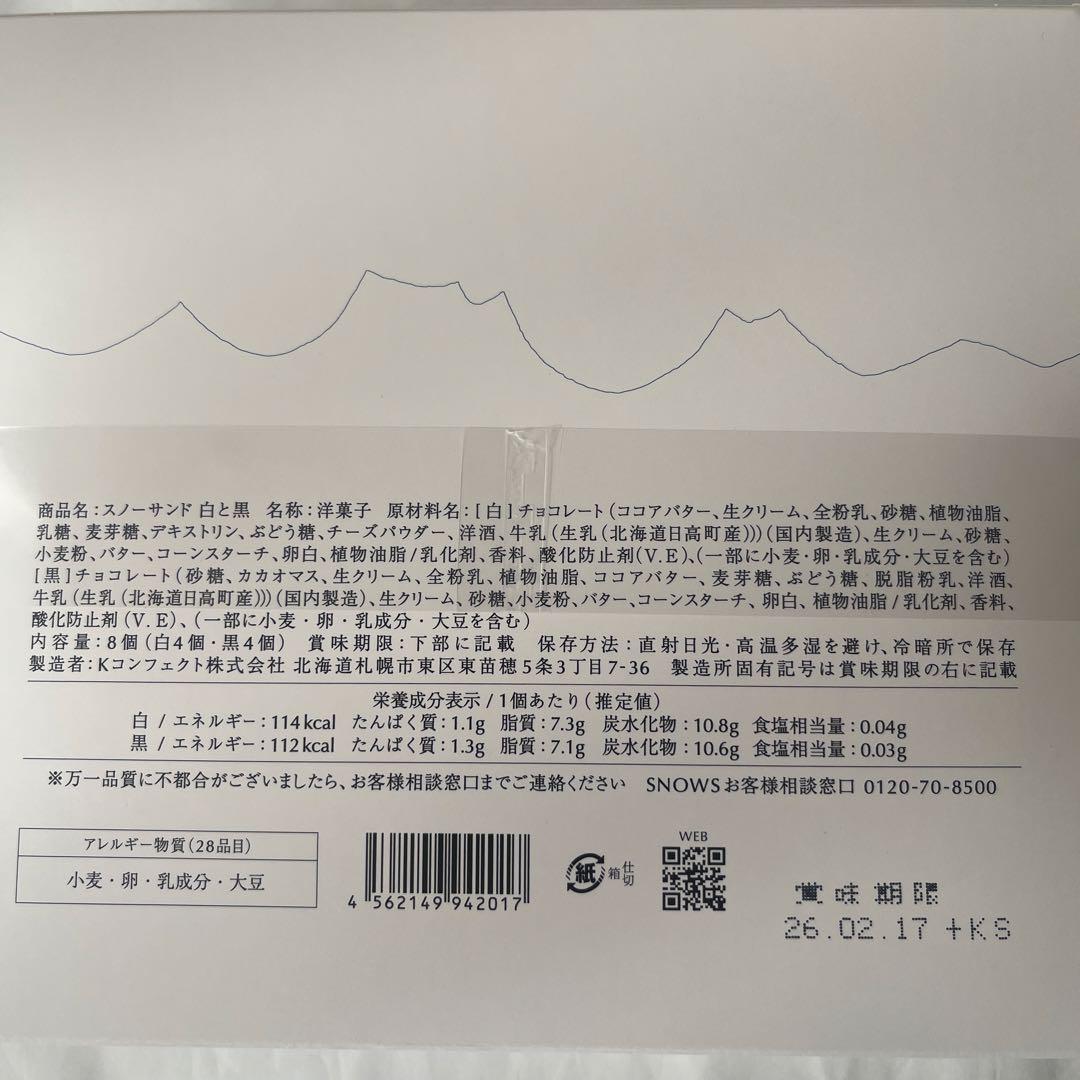 商品名：スノーサンド 白と黒　名称：洋菓子　原材料名：[白]チョコレート（ココアバター、生クリーム、全粉乳、砂糖、植物油脂、
乳糖、麦芽糖、デキストリン、ぶどう糖、チーズパウダー、洋酒、牛乳（生乳（北海道日高町産）））（国内製造）、生クリーム、砂糖、
小麦粉、バター、コーンスターチ、卵白、植物油脂/乳化剤、香料、酸化防止剤(V.E)、（一部に小麦・卵・乳成分・大豆を含む）
[黒]チョコレート（砂糖、カカオマス、生クリーム、全粉乳、植物油脂、ココアバター、麦芽糖、ぶどう糖、脱脂粉乳、洋酒、
牛乳（生乳（北海道日高町産）））（国内製造）、生クリーム、砂糖、小麦粉、バター、コーンスターチ、卵白、植物油脂/乳化剤、香料、
酸化防止剤(V.E)、（一部に小麦・卵・乳成分・大豆を含む）
内容量：8個（白4個・黒4個）　賞味期限：下部に記載　保存方法：直射日光・高温多湿を避け、冷暗所で保存
製造者：Kコンフェクト株式会社 北海道札幌市東区東苗穂5条3丁目7-36　製造所固有記号は賞味期限の右に記載
栄養成分表示/1個あたり（推定値）
白/エネルギー：114kcal　たんぱく質：1.1g　脂質：7.3g　炭水化物：10.8g　食塩相当量：0.04g
黒/エネルギー：112kcal　たんぱく質：1.3g　脂質：7.1g　炭水化物：10.6g　食塩相当量：0.03g
※万一品質に不都合がございましたら、お客様相談窓口までご連絡ください　SNOWSお客様相談窓口 0120-70-8500
アレルギー物質（28品目）
小麦・卵・乳成分・大豆
4 562149 942017
紙
箱 仕切
WEB
賞味期限
26.02.17 +KS